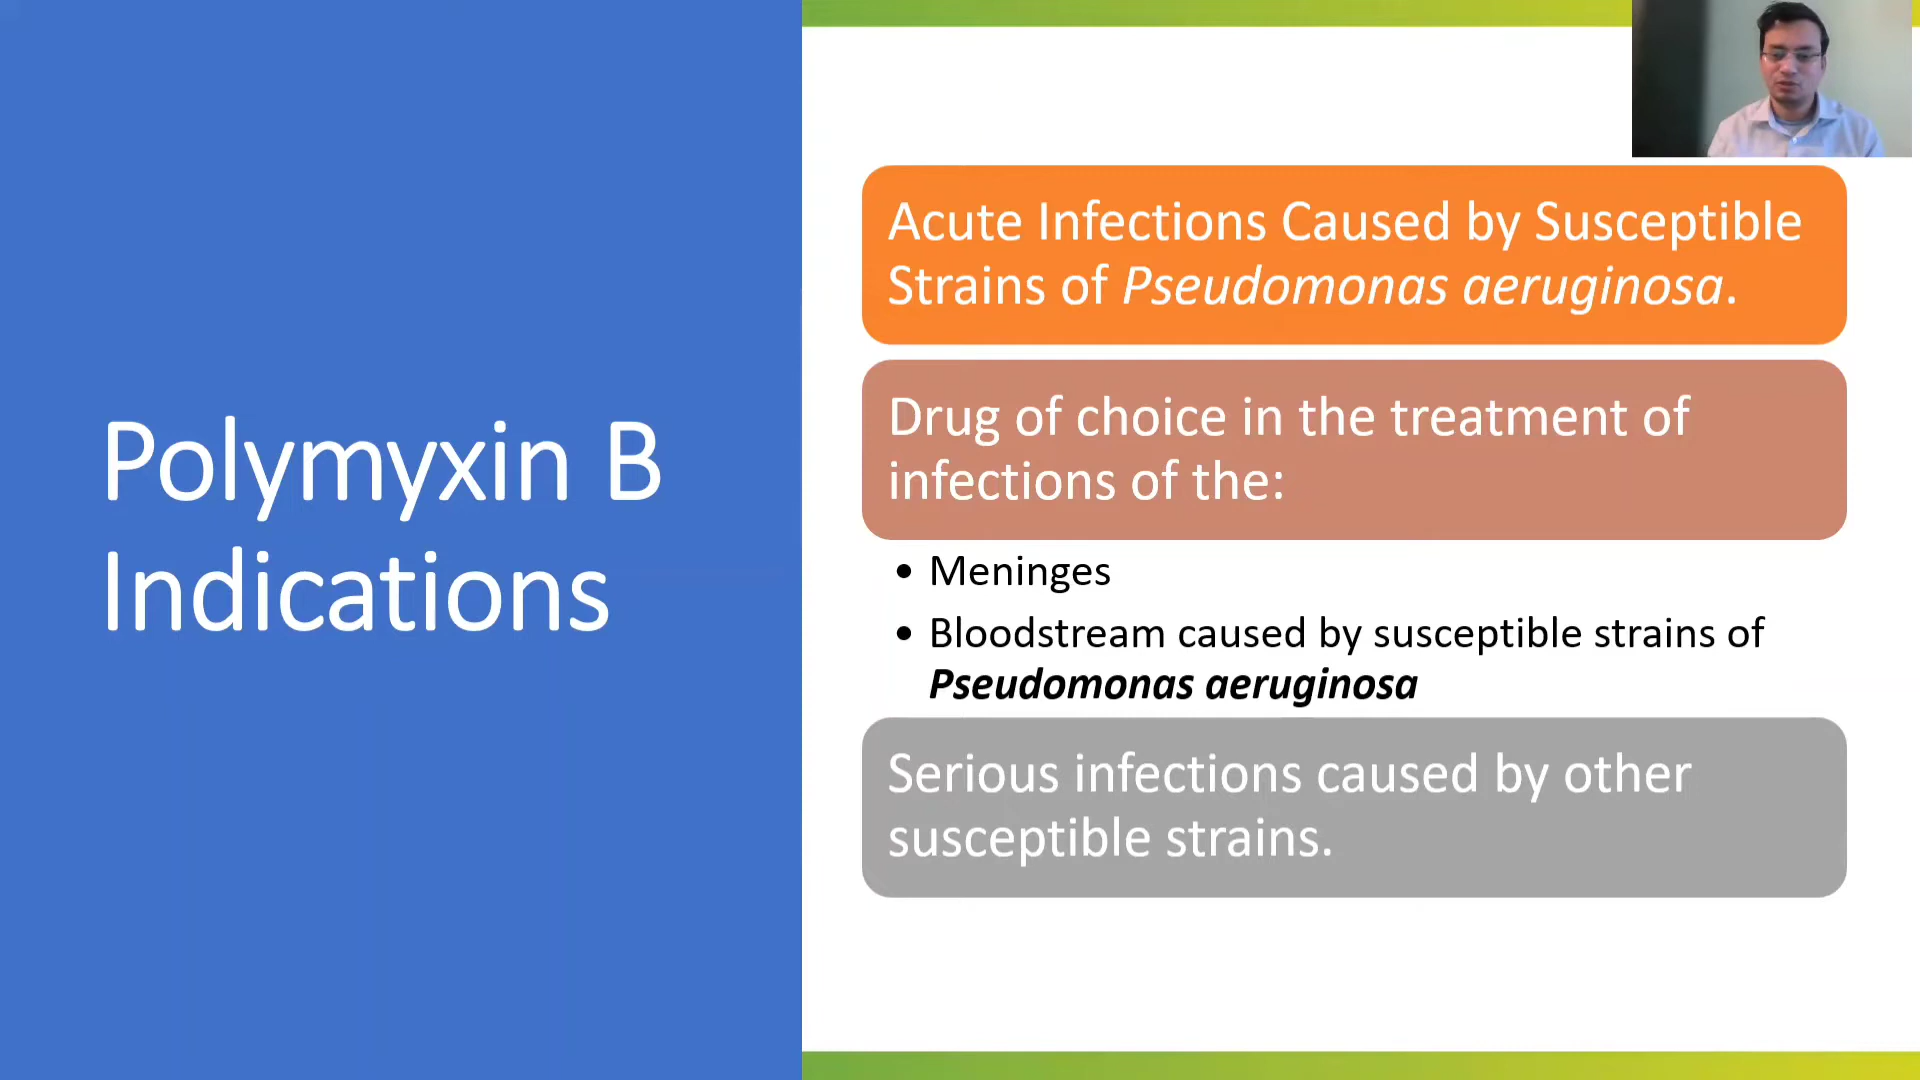 Polymyxin B
Indications
Acute Infections Caused by Susceptible
Strains of Pseudomonas aeruginosa.
Drug of choice in the treatment of
infections of the:
• Meninges
• Bloodstream caused by susceptible strains of
Pseudomonas aeruginosa
Serious infections caused by other
susceptible strains.